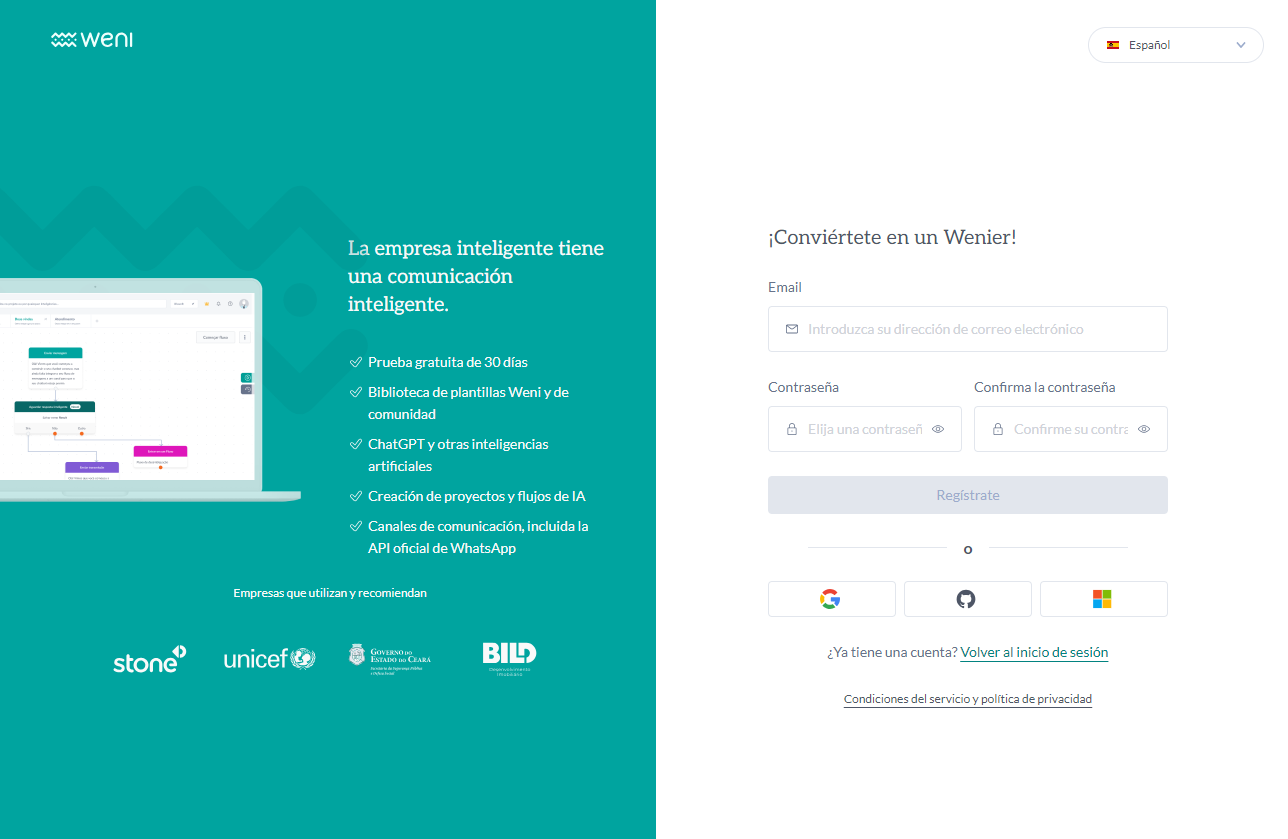 weni
Español
La empresa inteligente tiene
una comunicación
inteligente.
Prueba gratuita de 30 días
Biblioteca de plantillas Weni y de
comunidad
ChatGPT y otras inteligencias
artificiales
Creación de proyectos y flujos de IA
Canales de comunicación, incluida la
API oficial de WhatsApp
Empresas que utilizan y recomiendan
stone
unicef
GOVERNO DO
ESTADO DO CEARÁ
BILD
Desenvolvimento
Imobiliário
¡Conviértete en un Wenier!
Email
Introduzca su dirección de correo electrónico
Contraseña
Confirma la contraseña
Elija una contraseñ
Confirme su contra
Regístrate
o
¿Ya tiene una cuenta? Volver al inicio de sesión
Condiciones del servicio y política de privacidad